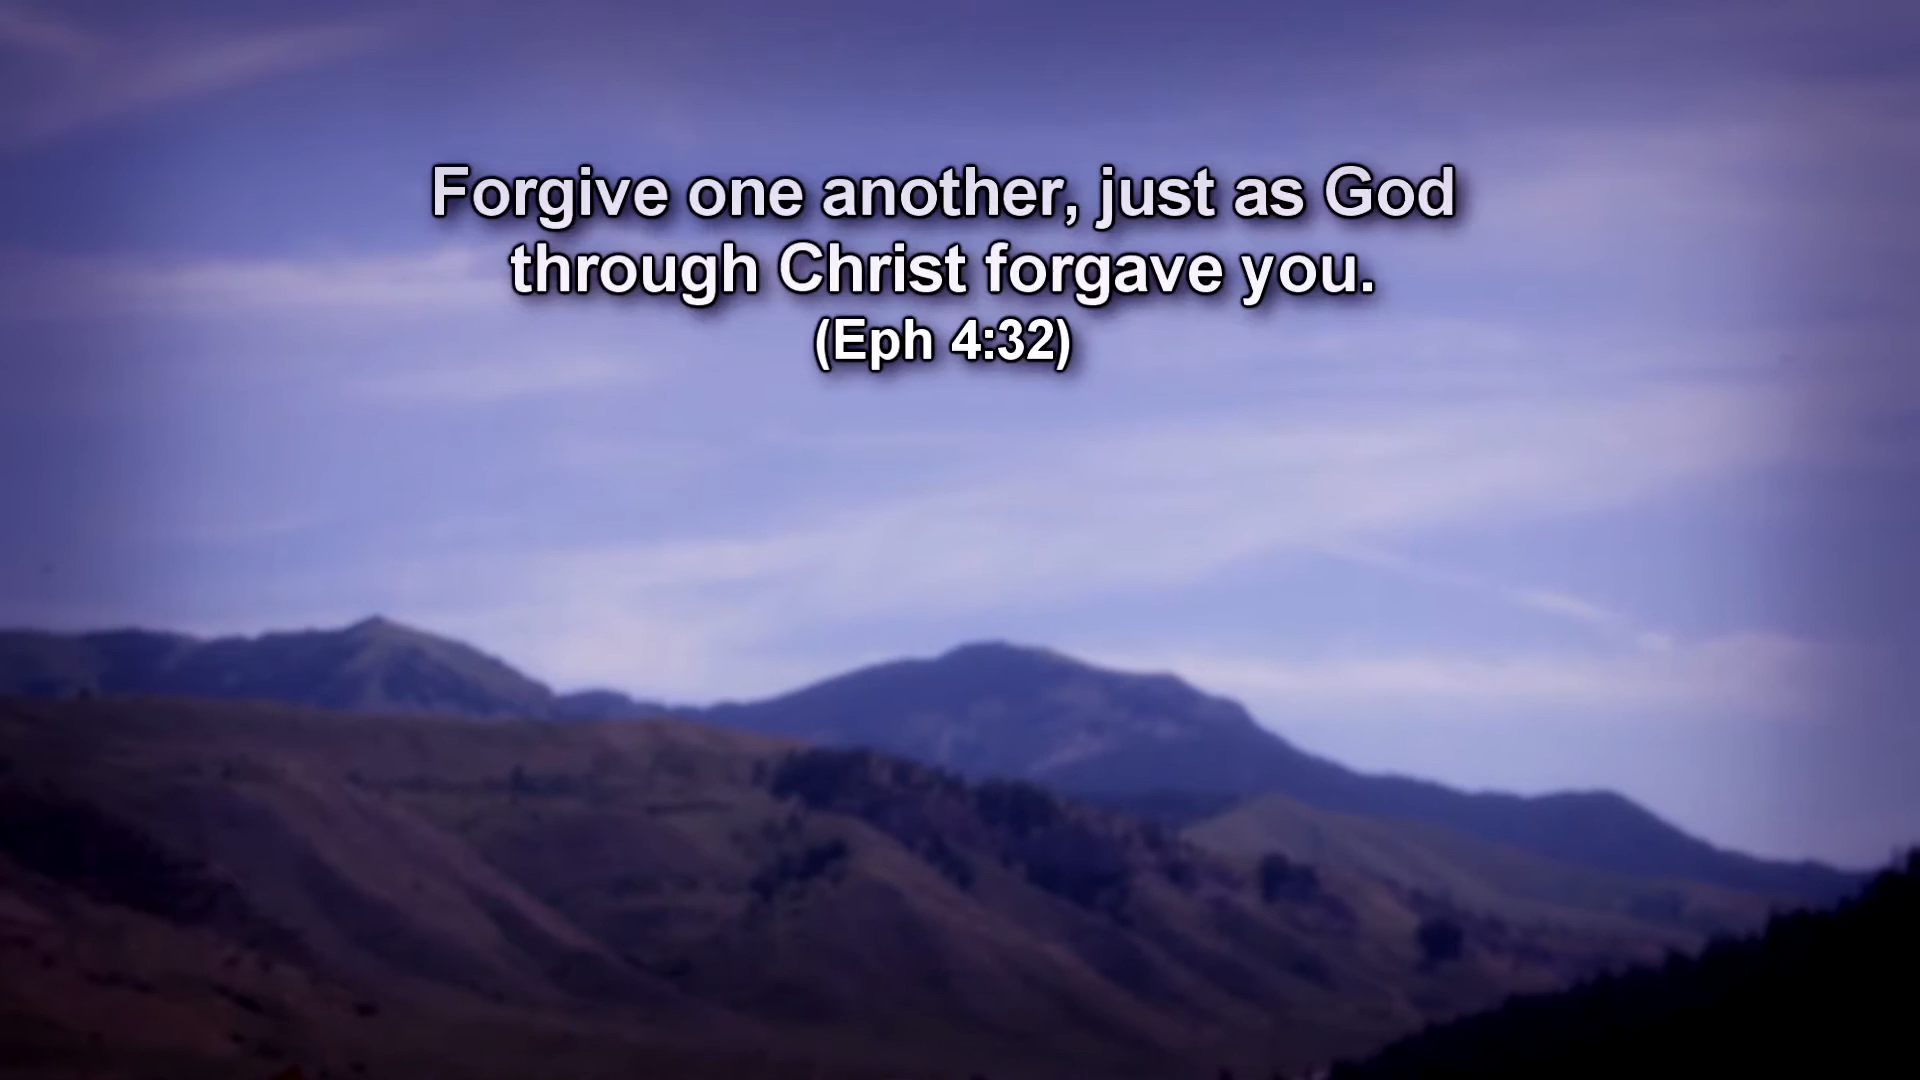 Forgive one another, just as God
through Christ forgave you.
(Eph 4:32)